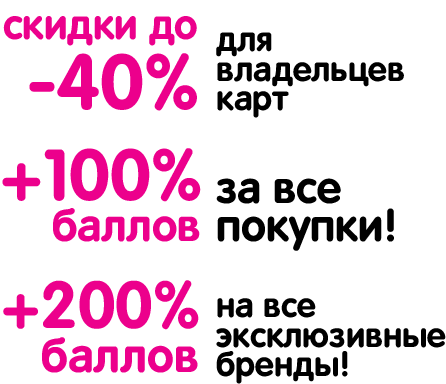 скидки до
-40%
для
владельцев
карт
+100%
баллов
за все
покупки!
+200%
баллов
на все
эксклюзивные
бренды!